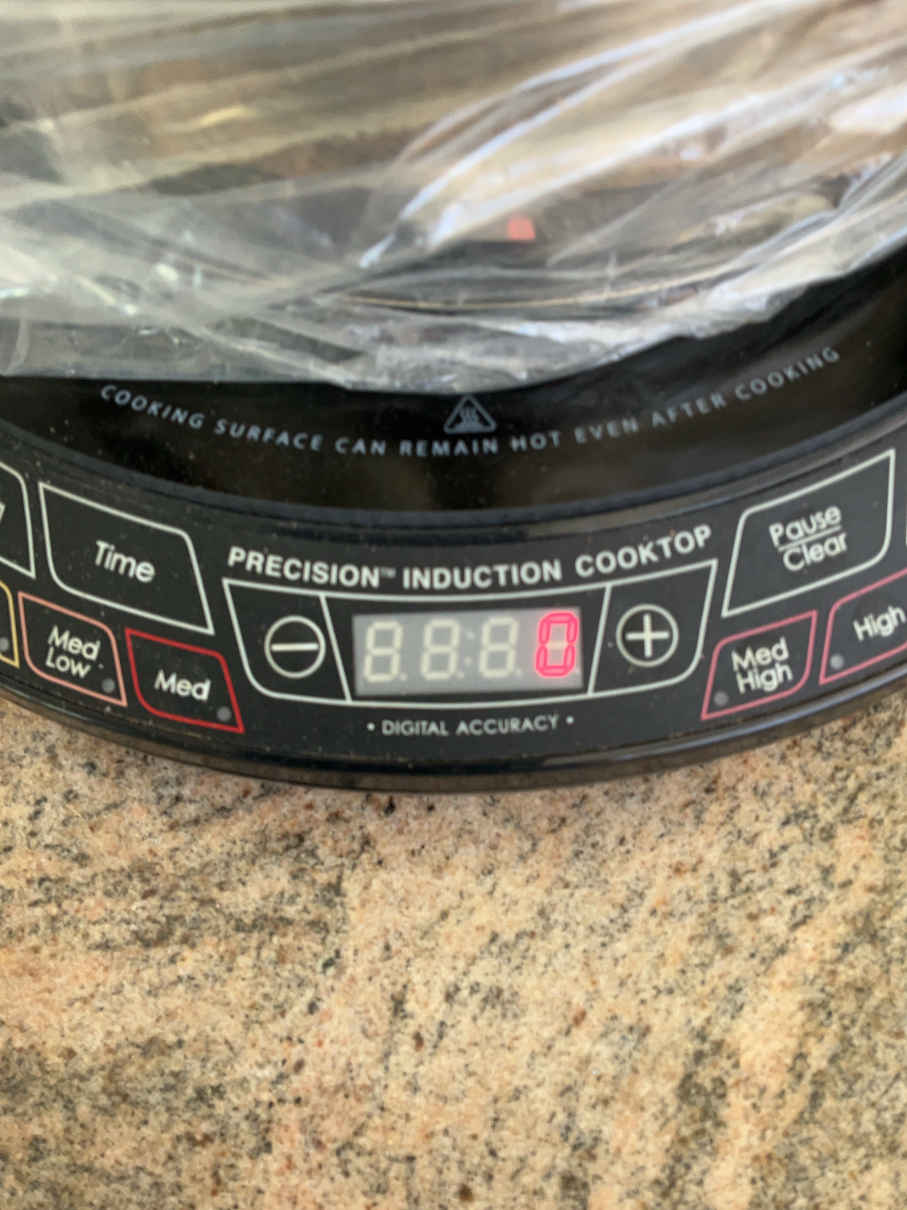 COOKING SURFACE CAN REMAIN HOT EVEN AFTER COOKING
Time
PRECISION™ INDUCTION COOKTOP
Pause
Clear
Med
Low
Med
−
0
+
Med
High
High
• DIGITAL ACCURACY •